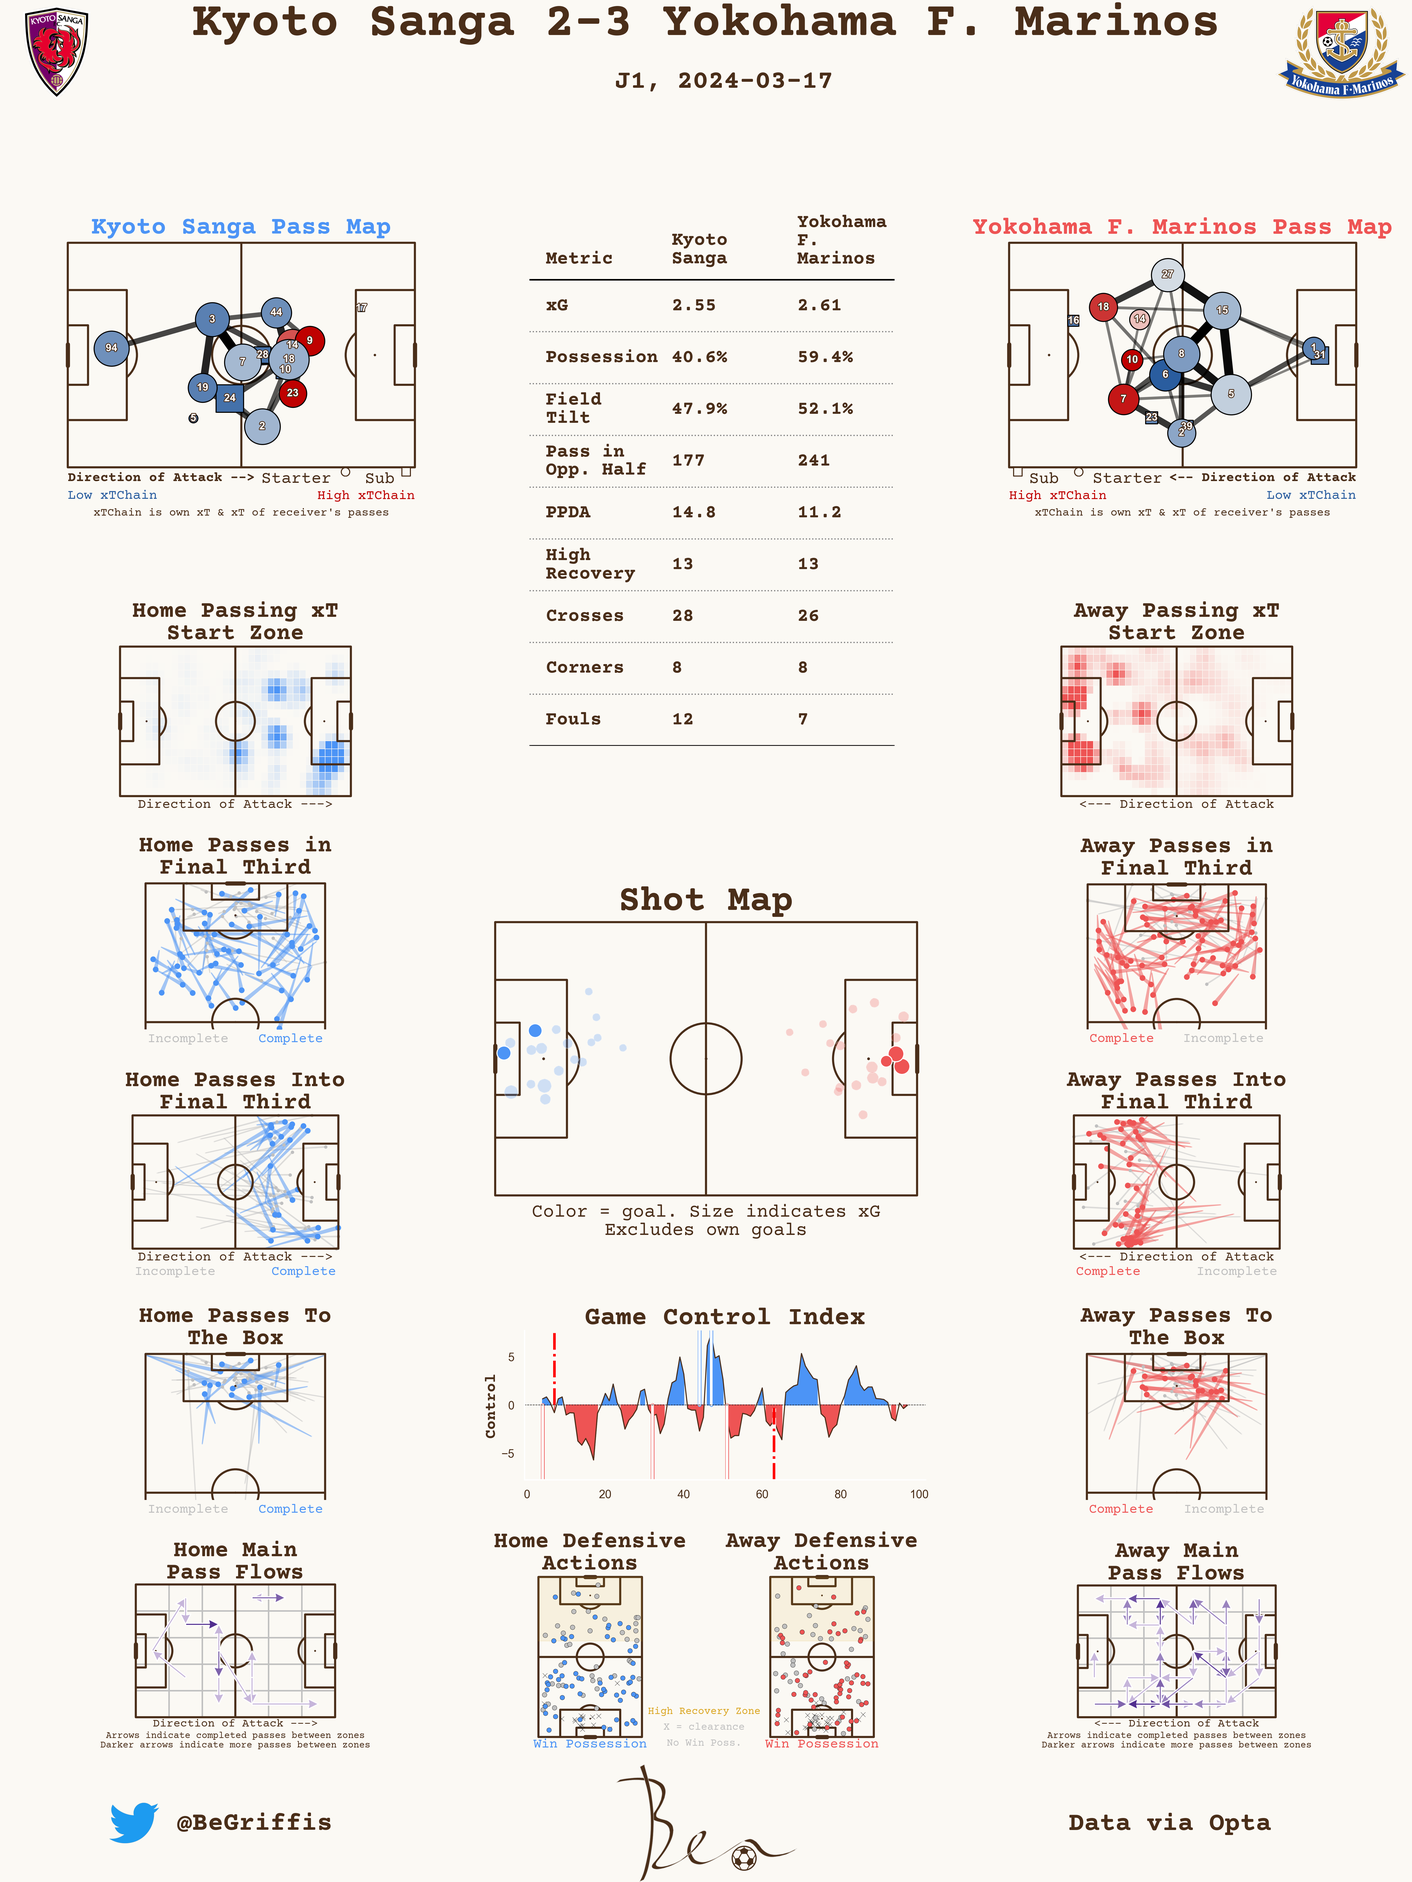 Kyoto Sanga 2-3 Yokohama F. Marinos
J1, 2024-03-17
KYOTO SANGA
Yokohama F·Marinos
Kyoto Sanga Pass Map
94
3
44
9
14
28
18
7
10
19
24
23
5
2
17
Direction of Attack --> Starter Sub
Low xTChain High xTChain
xTChain is own xT & xT of receiver's passes
Metric Kyoto Sanga Yokohama F. Marinos
xG 2.55 2.61
Possession 40.6% 59.4%
Field Tilt 47.9% 52.1%
Pass in Opp. Half 177 241
PPDA 14.8 11.2
High Recovery 13 13
Crosses 28 26
Corners 8 8
Fouls 12 7
Yokohama F. Marinos Pass Map
27
18
14
15
16
10
8
1
31
6
7
5
23
39
2
Sub Starter <-- Direction of Attack
High xTChain Low xTChain
xTChain is own xT & xT of receiver's passes
Home Passing xT
Start Zone
Direction of Attack --->
Away Passing xT
Start Zone
<--- Direction of Attack
Home Passes in
Final Third
Incomplete Complete
Away Passes in
Final Third
Complete Incomplete
Shot Map
Color = goal. Size indicates xG
Excludes own goals
Home Passes Into
Final Third
Direction of Attack --->
Incomplete Complete
Away Passes Into
Final Third
<--- Direction of Attack
Complete Incomplete
Home Passes To
The Box
Incomplete Complete
Game Control Index
Control
5
0
−5
0 20 40 60 80 100
Away Passes To
The Box
Complete Incomplete
Home Main
Pass Flows
Direction of Attack --->
Arrows indicate completed passes between zones
Darker arrows indicate more passes between zones
Home Defensive
Actions
Win Possession
Away Defensive
Actions
Win Possession
High Recovery Zone
X = clearance
No Win Poss.
Away Main
Pass Flows
<--- Direction of Attack
Arrows indicate completed passes between zones
Darker arrows indicate more passes between zones
@BeGriffis
Ben
Data via Opta